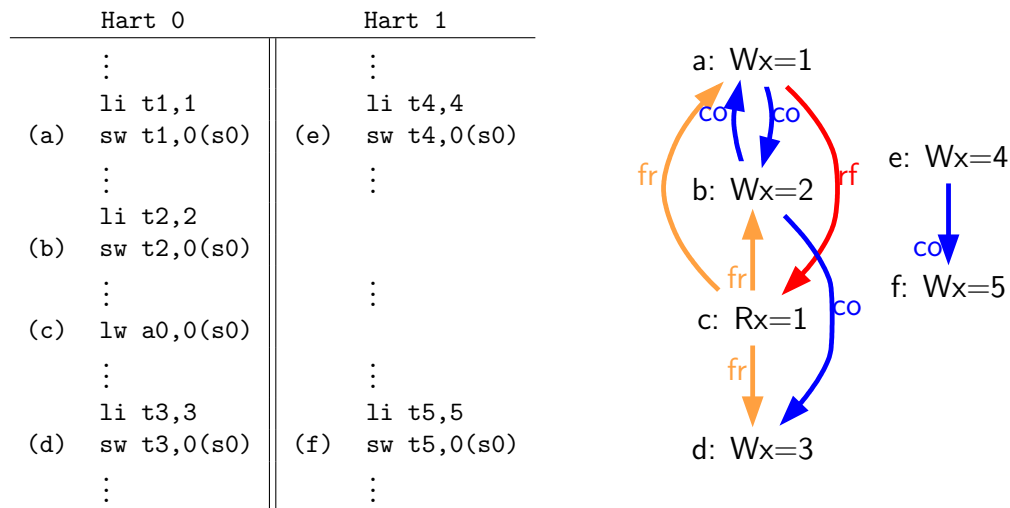 Hart 0 Hart 1
⋮ ⋮
li t1,1 li t4,4
(a) sw t1,0(s0) (e) sw t4,0(s0)
⋮ ⋮
li t2,2
(b) sw t2,0(s0)
⋮ ⋮
(c) lw a0,0(s0)
⋮ ⋮
li t3,3 li t5,5
(d) sw t3,0(s0) (f) sw t5,0(s0)
⋮ ⋮
a: Wx=1
co co
fr rf
e: Wx=4
b: Wx=2
co
fr
f: Wx=5
c: Rx=1
co
fr
d: Wx=3